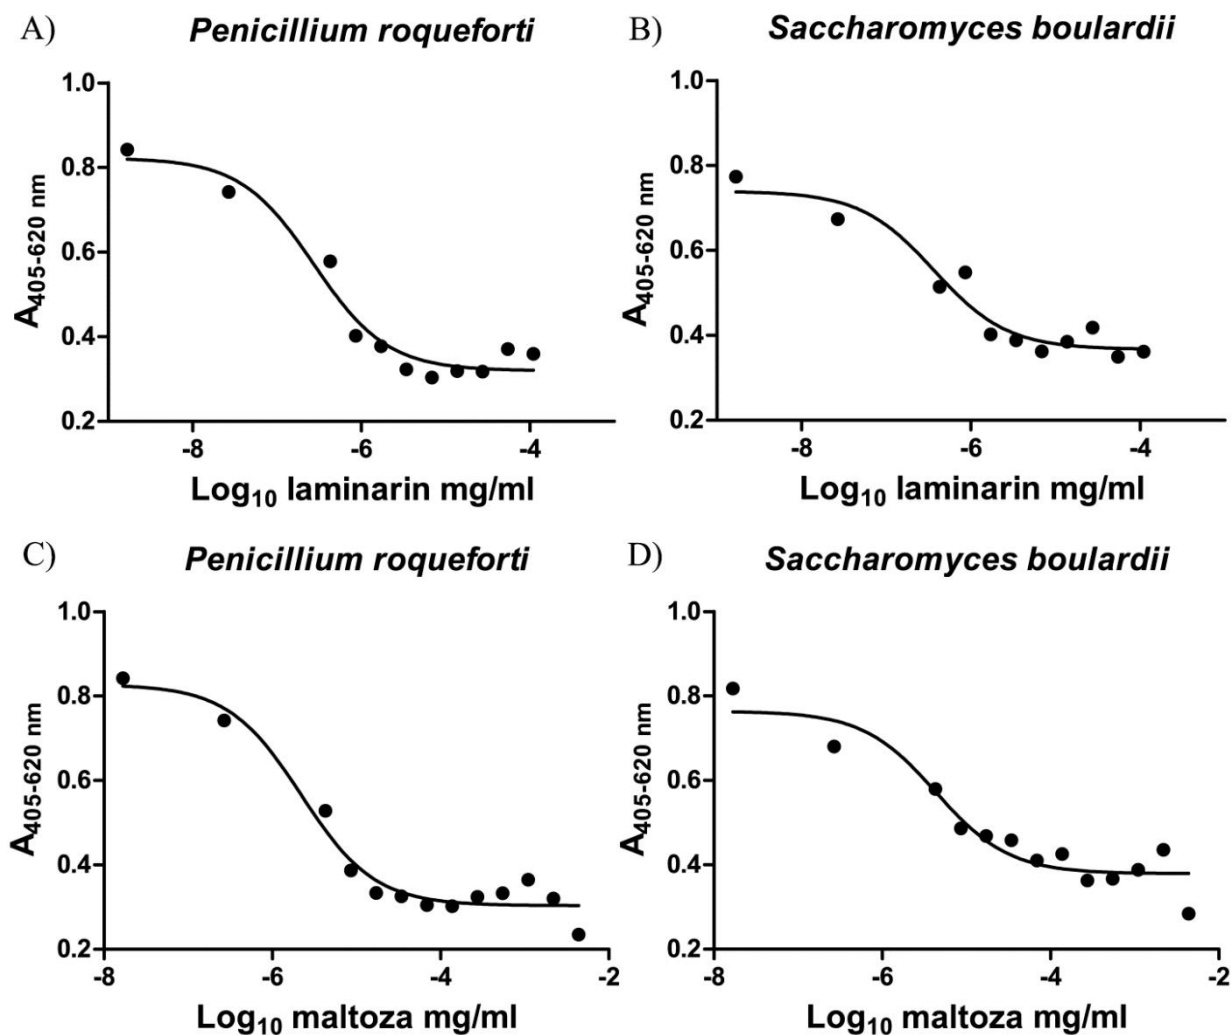 A) Penicillium roqueforti
1.0
0.8
0.6
0.4
0.2
A405-620 nm
-8 -6 -4
Log10 laminarin mg/ml
B) Saccharomyces boulardii
1.0
0.8
0.6
0.4
0.2
A405-620 nm
-8 -6 -4
Log10 laminarin mg/ml
C) Penicillium roqueforti
1.0
0.8
0.6
0.4
0.2
A405-620 nm
-8 -6 -4 -2
Log10 maltoza mg/ml
D) Saccharomyces boulardii
1.0
0.8
0.6
0.4
0.2
A405-620 nm
-8 -6 -4 -2
Log10 maltoza mg/ml